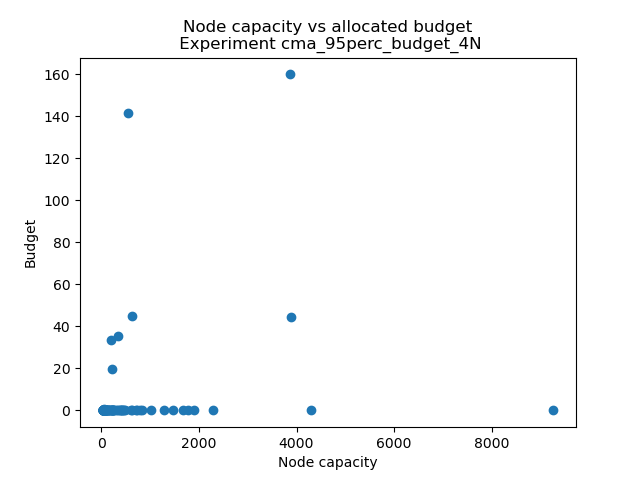 Node capacity vs allocated budget
Experiment cma_95perc_budget_4N
160
140
120
100
80
60
40
20
0
Budget
0 2000 4000 6000 8000
Node capacity